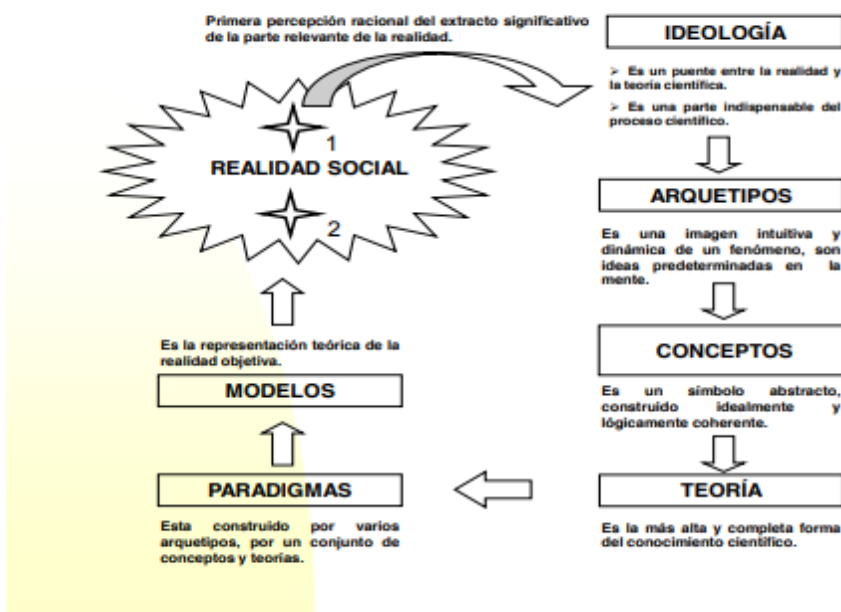 Primera percepción racional del extracto significativo
de la parte relevante de la realidad.
IDEOLOGÍA
➢ Es un puente entre la realidad y
la teoría científica.
➢ Es una parte indispensable del
proceso científico.
1
REALIDAD SOCIAL
2
ARQUETIPOS
Es una imagen intuitiva y
dinámica de un fenómeno, son
ideas predeterminadas en la
mente.
CONCEPTOS
Es un símbolo abstracto,
construido idealmente y
lógicamente coherente.
TEORÍA
Es la más alta y completa forma
del conocimiento científico.
PARADIGMAS
Esta construido por varios
arquetipos, por un conjunto de
conceptos y teorías.
Es la representación teórica de la
realidad objetiva.
MODELOS